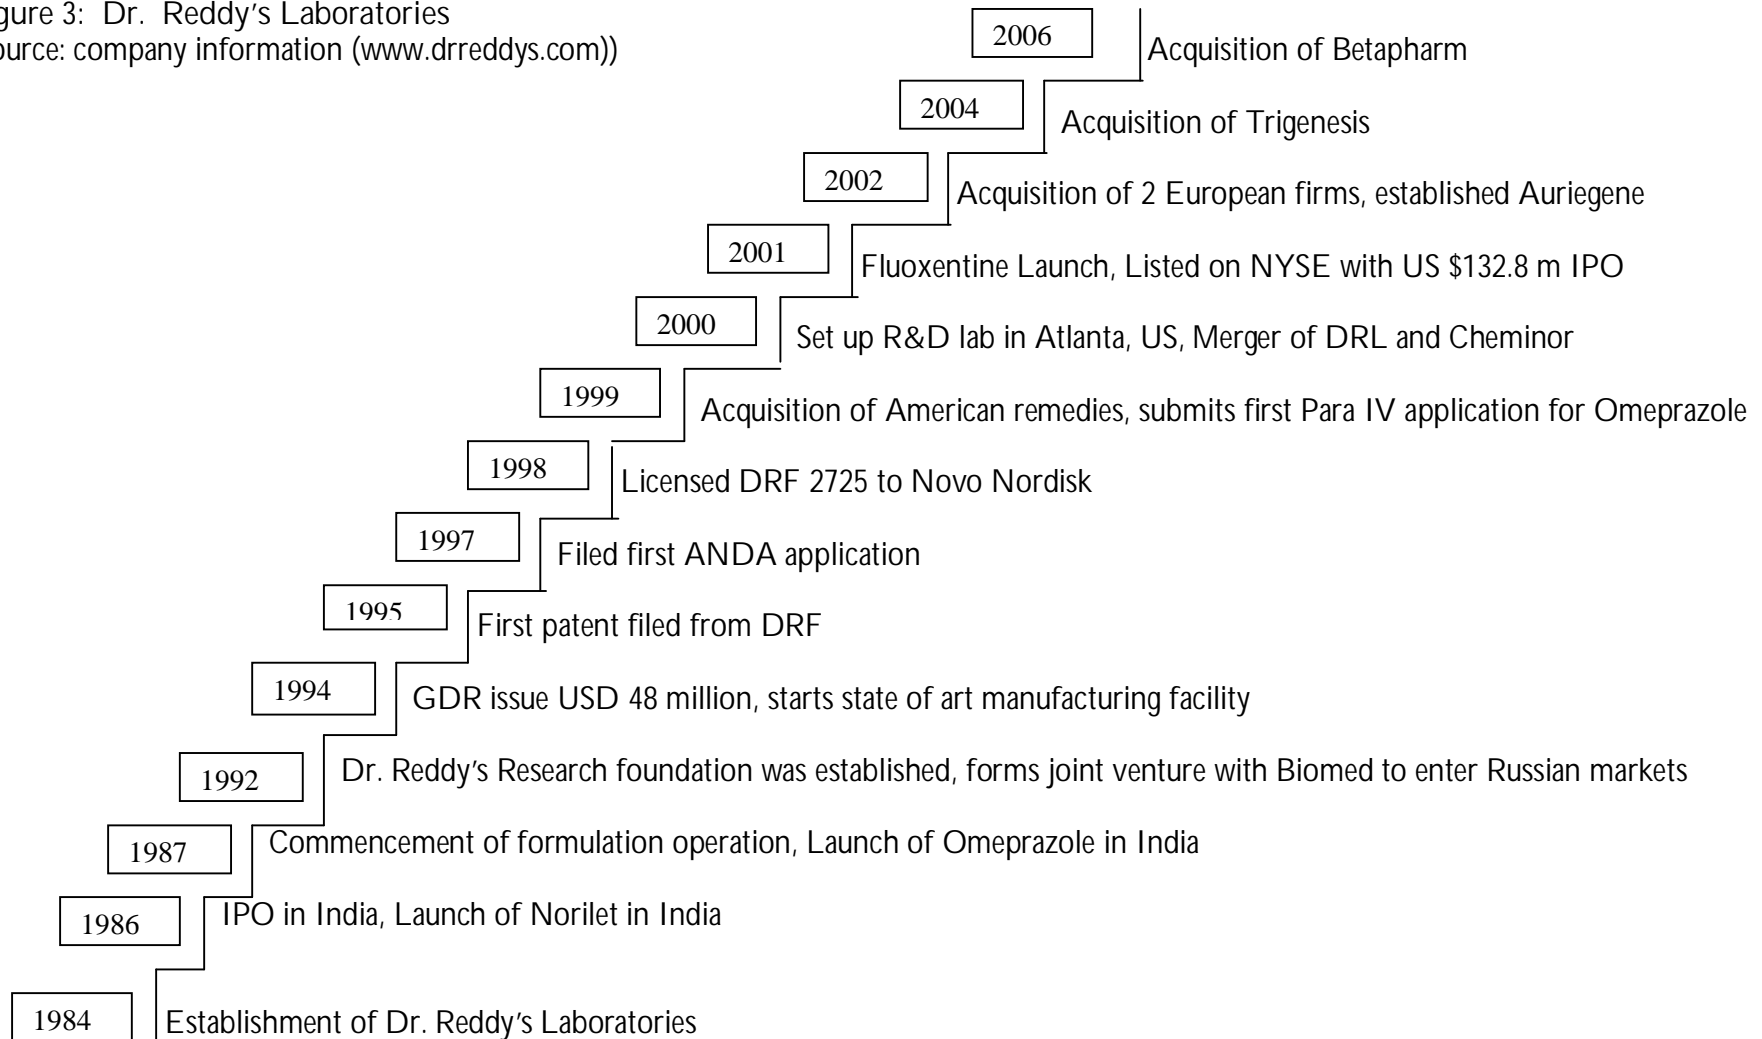 gure 3: Dr. Reddy's Laboratories
ource: company information (www.drreddys.com))
2006 Acquisition of Betapharm
2004 Acquisition of Trigenesis
2002 Acquisition of 2 European firms, established Auriegene
2001 Fluoxentine Launch, Listed on NYSE with US $132.8 m IPO
2000 Set up R&D lab in Atlanta, US, Merger of DRL and Cheminor
1999 Acquisition of American remedies, submits first Para IV application for Omeprazole
1998 Licensed DRF 2725 to Novo Nordisk
1997 Filed first ANDA application
1995 First patent filed from DRF
1994 GDR issue USD 48 million, starts state of art manufacturing facility
1992 Dr. Reddy's Research foundation was established, forms joint venture with Biomed to enter Russian markets
1987 Commencement of formulation operation, Launch of Omeprazole in India
1986 IPO in India, Launch of Norilet in India
1984 Establishment of Dr. Reddy's Laboratories